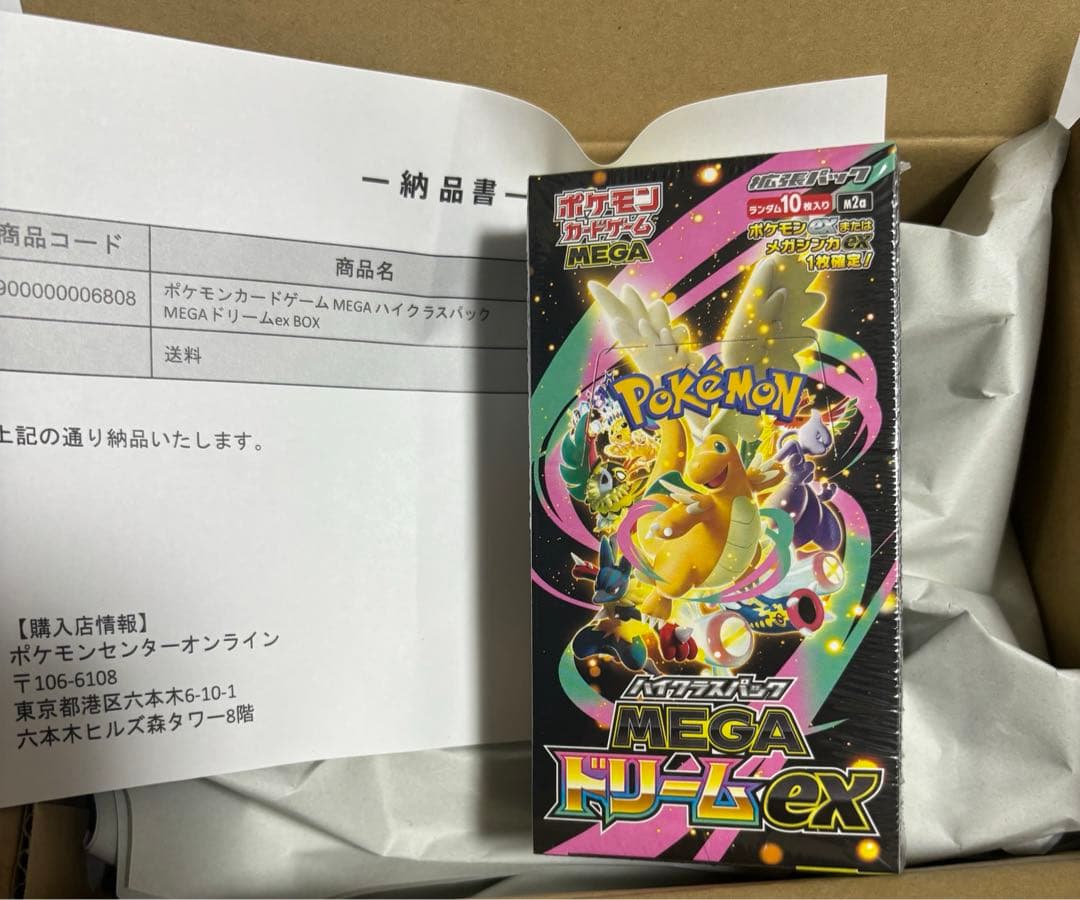 ー納品書ー
商品コード
商品名
900000006808
ポケモンカードゲーム MEGA ハイクラスパック
MEGAドリームex BOX
送料
上記の通り納品いたします。
【購入店情報】
ポケモンセンターオンライン
〒106-6108
東京都港区六本木6-10-1
六本木ヒルズ森タワー8階
ポケモン
カードゲーム
MEGA
拡張パック
ランダム10枚入り
M2a
ポケモンexまたは
メガシンカex
1枚確定!
POKéMON
ハイクラスパック
MEGA
ドリームex